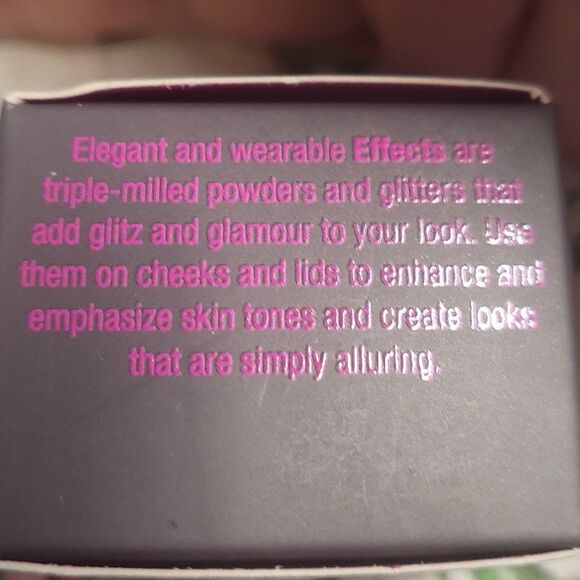 Elegant and wearable Effects are
triple-milled powders and glitters that
add glitz and glamour to your look. Use
them on cheeks and lids to enhance and
emphasize skin tones and create looks
that are simply alluring.